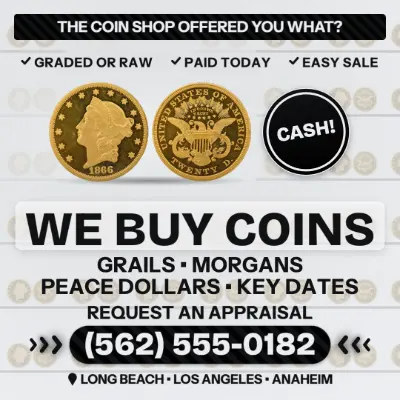 THE COIN SHOP OFFERED YOU WHAT?
✓ GRADED OR RAW ✓ PAID TODAY ✓ EASY SALE
1866
UNITED STATES OF AMERICA
TWENTY D.
CASH!
WE BUY COINS
GRAILS ▪ MORGANS
PEACE DOLLARS ▪ KEY DATES
REQUEST AN APPRAISAL
(562) 555-0182
LONG BEACH ▪ LOS ANGELES ▪ ANAHEIM